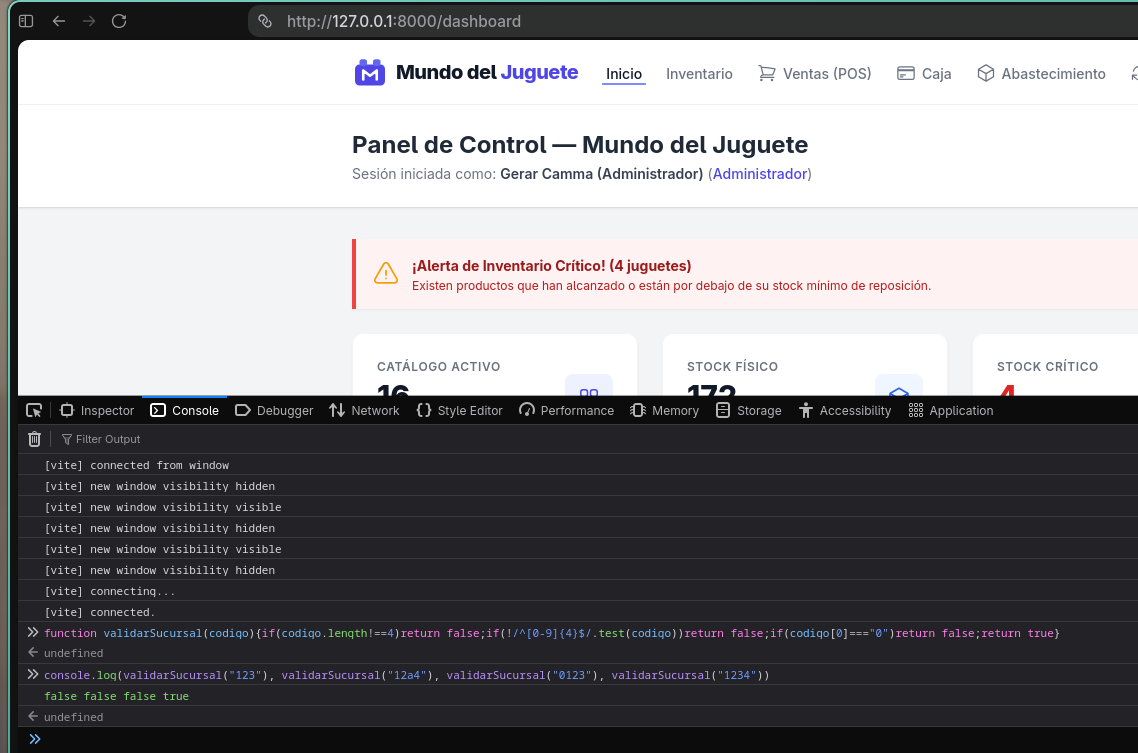 http://127.0.0.1:8000/dashboard
Mundo del Juguete Inicio Inventario Ventas (POS) Caja Abastecimiento
Panel de Control — Mundo del Juguete
Sesión iniciada como: Gerar Camma (Administrador) (Administrador)
¡Alerta de Inventario Crítico! (4 juguetes)
Existen productos que han alcanzado o están por debajo de su stock mínimo de reposición.
CATÁLOGO ACTIVO STOCK FÍSICO STOCK CRÍTICO
16 172 4
Inspector Console Debugger Network Style Editor Performance Memory Storage Accessibility Application
Filter Output
[vite] connected from window
[vite] new window visibility hidden
[vite] new window visibility visible
[vite] new window visibility hidden
[vite] new window visibility visible
[vite] new window visibility hidden
[vite] connecting...
[vite] connected.
function validarSucursal(codigo){if(codigo.length!==4)return false;if(!/^[0-9]{4}$/.test(codigo))return false;if(codigo[0]==="0")return false;return true}
undefined
console.log(validarSucursal("123"), validarSucursal("12a4"), validarSucursal("0123"), validarSucursal("1234"))
false false false true
undefined